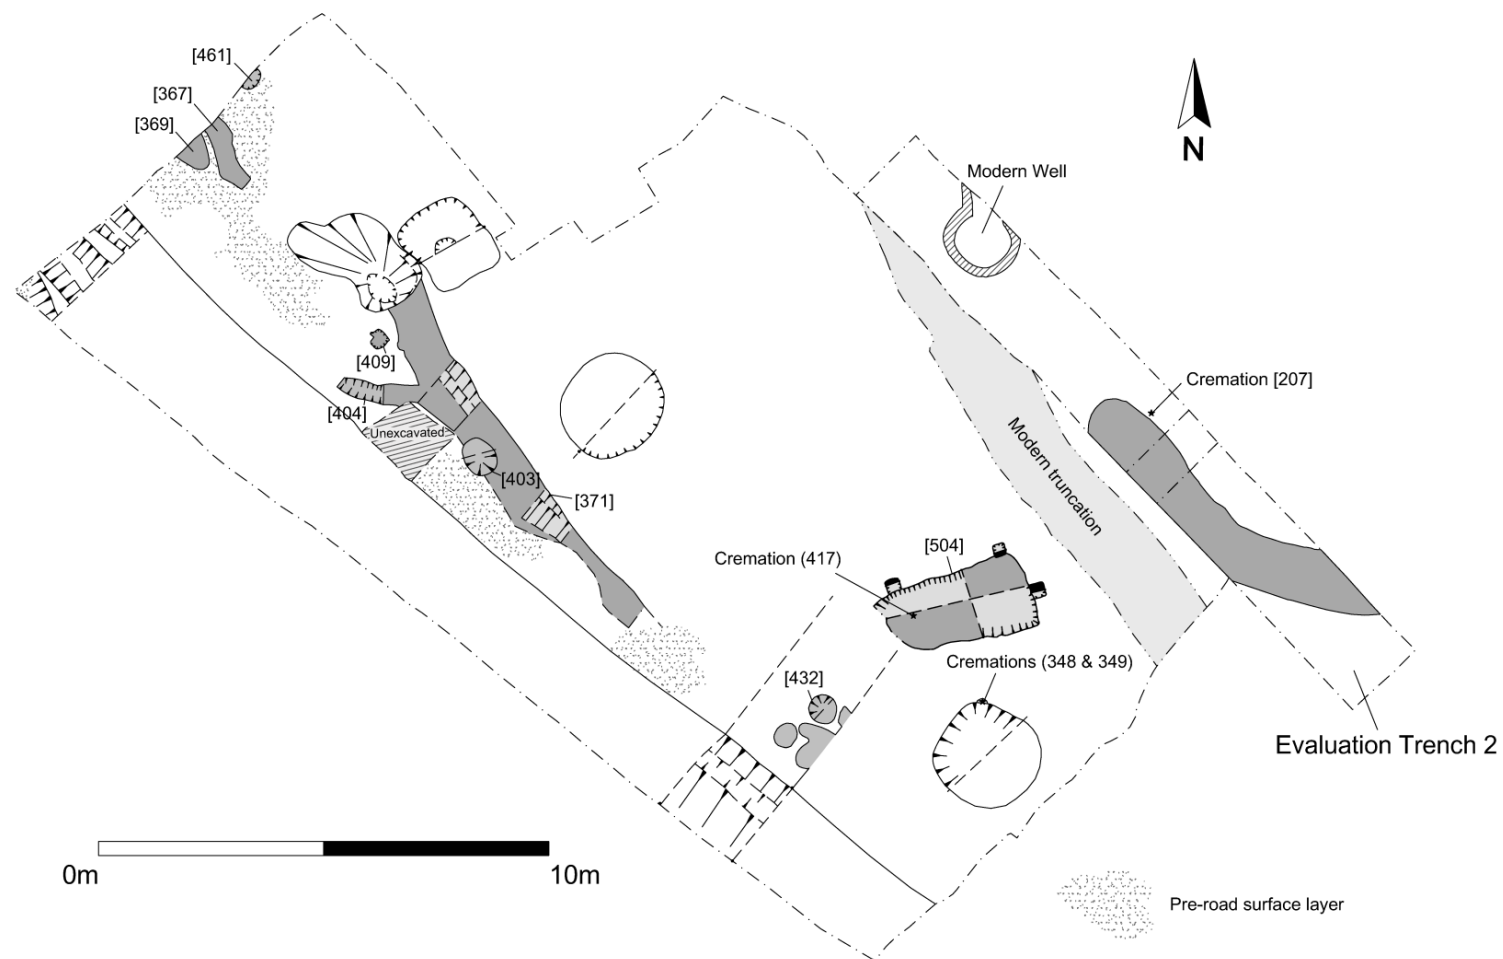 [461]
[367]
[369]
N
Modern Well
[409]
[404]
Unexcavated
[403]
[371]
Cremation [207]
Modern truncation
[504]
Cremation (417)
Cremations (348 & 349)
[432]
Evaluation Trench 2
0m
10m
Pre-road surface layer